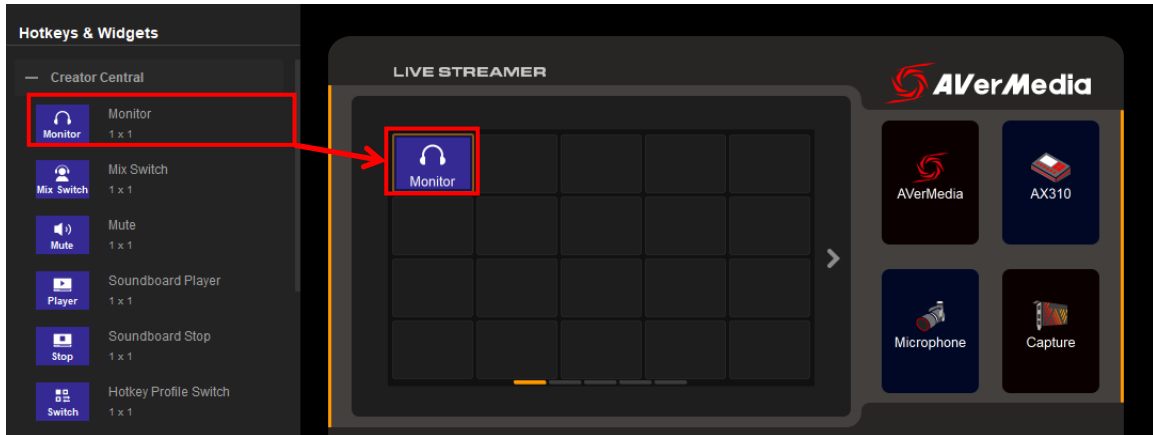 Hotkeys & Widgets
Creator Central
Monitor
Monitor
1 x 1
Mix Switch
Mix Switch
1 x 1
Mute
Mute
1 x 1
Player
Soundboard Player
1 x 1
Stop
Soundboard Stop
1 x 1
Switch
Hotkey Profile Switch
1 x 1
LIVE STREAMER
AVerMedia
Monitor
AVerMedia
AX310
Microphone
Capture